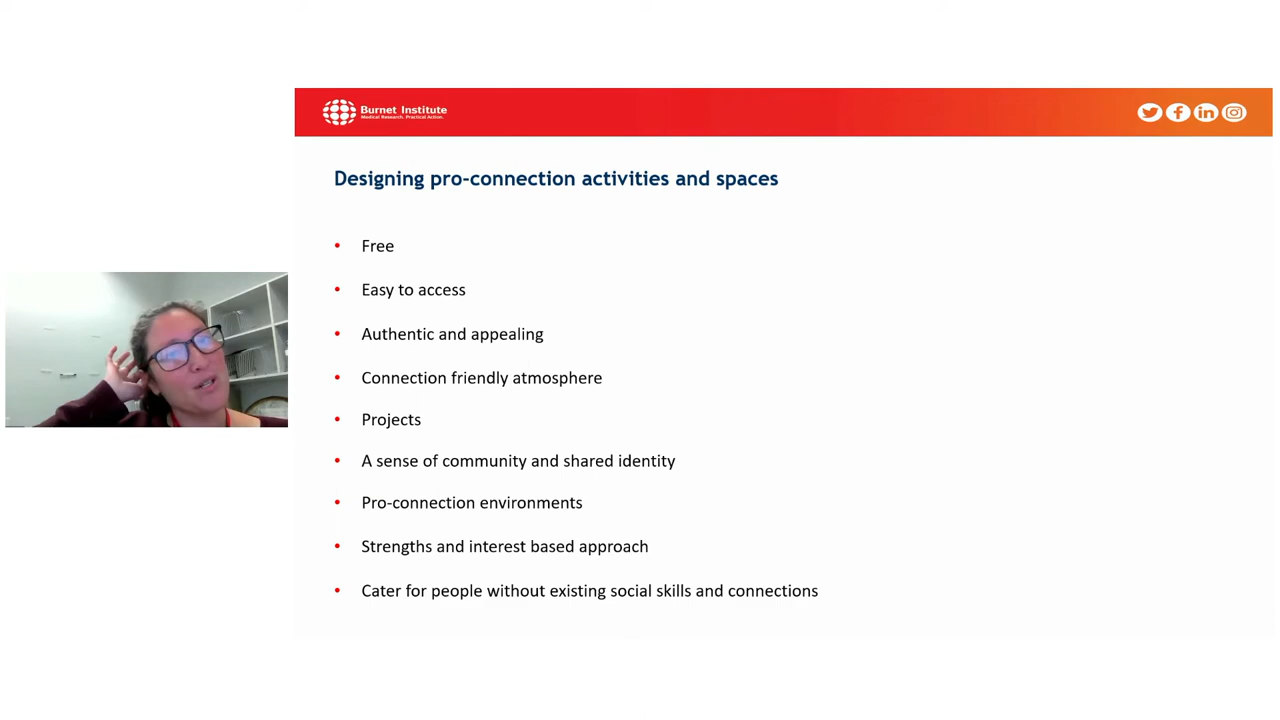 Burnet Institute
Medical Research. Practical Action.
Designing pro-connection activities and spaces
• Free
• Easy to access
• Authentic and appealing
• Connection friendly atmosphere
• Projects
• A sense of community and shared identity
• Pro-connection environments
• Strengths and interest based approach
• Cater for people without existing social skills and connections